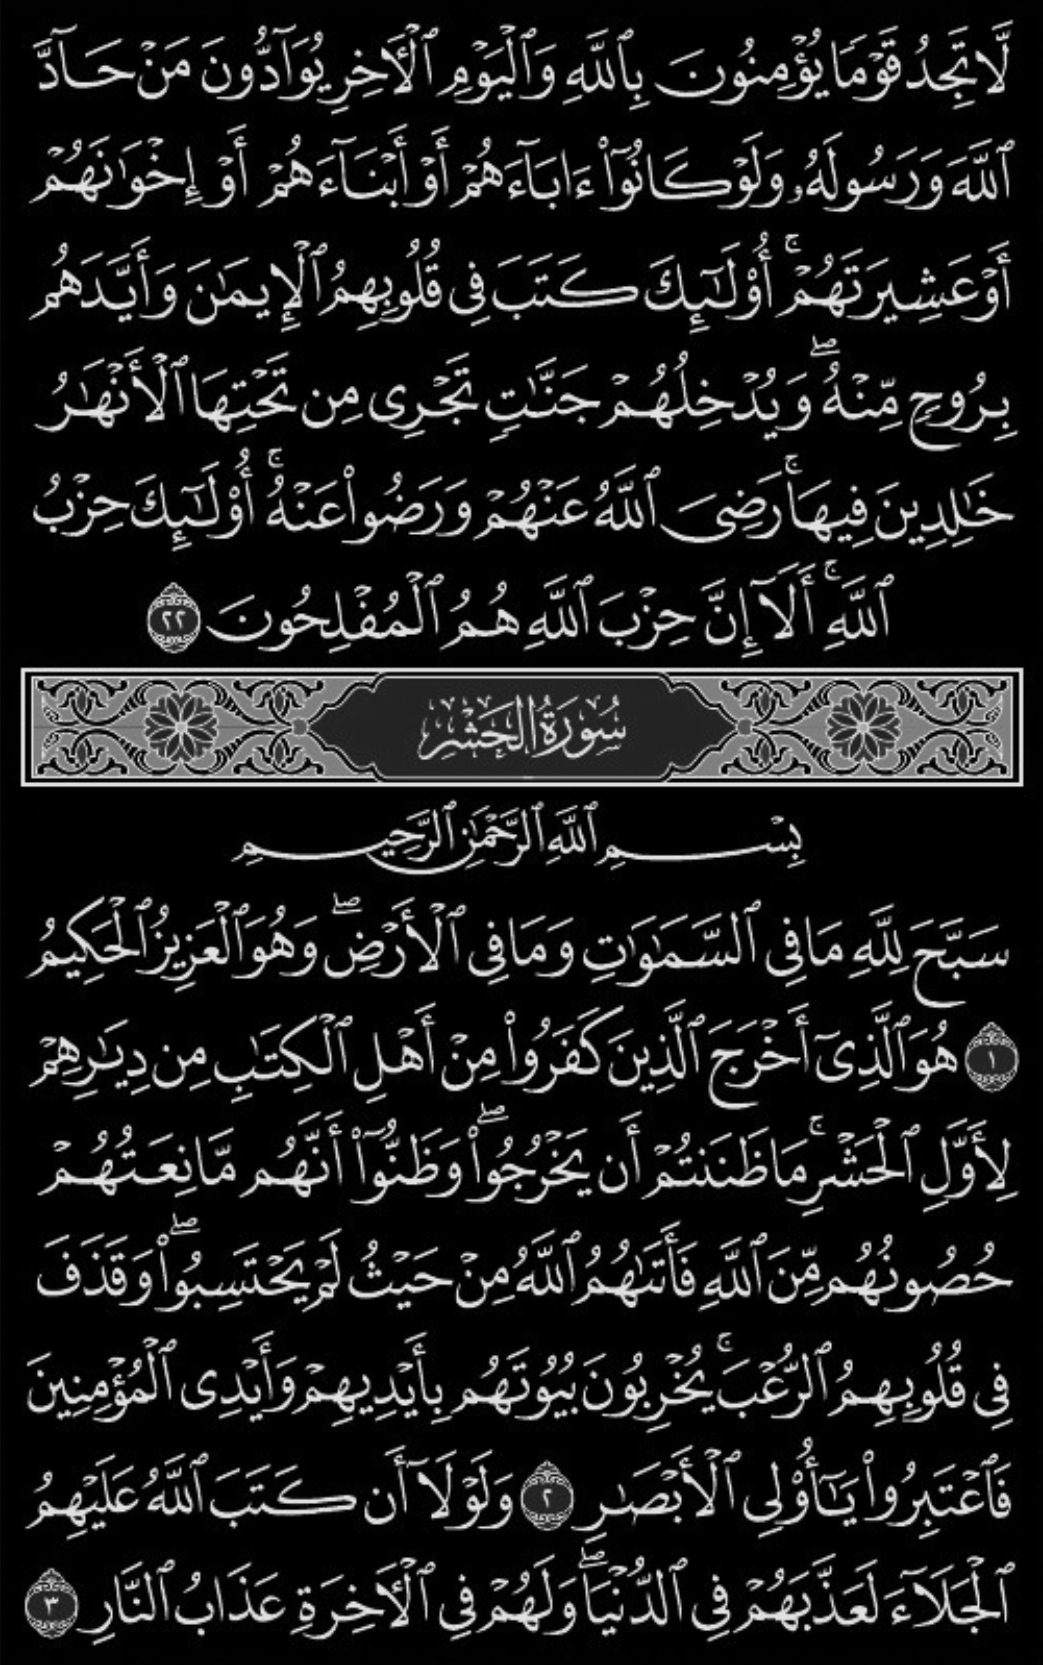 لَّا تَجِدُ قَوْمًا يُؤْمِنُونَ بِٱللَّهِ وَٱلْيَوْمِ ٱلْأَخِرِ يُوَآدُّونَ مَنْ حَآدَّ
ٱللَّهَ وَرَسُولَهُۥ وَلَوْ كَانُوٓا۟ ءَابَآءَهُمْ أَوْ أَبْنَآءَهُمْ أَوْ إِخْوَٰنَهُمْ
أَوْ عَشِيرَتَهُمْ ۚ أُو۟لَـٰٓئِكَ كَتَبَ فِى قُلُوبِهِمُ ٱلْإِيمَـٰنَ وَأَيَّدَهُم
بِرُوحٍ مِّنْهُ ۖ وَيُدْخِلُهُمْ جَنَّـٰتٍ تَجْرِى مِن تَحْتِهَا ٱلْأَنْهَـٰرُ
خَـٰلِدِينَ فِيهَا ۚ رَضِىَ ٱللَّهُ عَنْهُمْ وَرَضُوا۟ عَنْهُ ۚ أُو۟لَـٰٓئِكَ حِزْبُ
ٱللَّهِ ۚ أَلَآ إِنَّ حِزْبَ ٱللَّهِ هُمُ ٱلْمُفْلِحُونَ ٢٢
سُورَةُ الحَشْرِ
بِسْمِ ٱللَّهِ ٱلرَّحْمَـٰنِ ٱلرَّحِيمِ
سَبَّحَ لِلَّهِ مَا فِى ٱلسَّمَـٰوَٰتِ وَمَا فِى ٱلْأَرْضِ ۖ وَهُوَ ٱلْعَزِيزُ ٱلْحَكِيمُ
١ هُوَ ٱلَّذِىٓ أَخْرَجَ ٱلَّذِينَ كَفَرُوا۟ مِنْ أَهْلِ ٱلْكِتَـٰبِ مِن دِيَـٰرِهِمْ
لِأَوَّلِ ٱلْحَشْرِ ۚ مَا ظَنَنتُمْ أَن يَخْرُجُوا۟ ۖ وَظَنُّوٓا۟ أَنَّهُم مَّانِعَتُهُمْ
حُصُونُهُم مِّنَ ٱللَّهِ فَأَتَىٰهُمُ ٱللَّهُ مِنْ حَيْثُ لَمْ يَحْتَسِبُوا۟ ۖ وَقَذَفَ
فِى قُلُوبِهِمُ ٱلرُّعْبَ ۚ يُخْرِبُونَ بُيُوتَهُم بِأَيْدِيهِمْ وَأَيْدِى ٱلْمُؤْمِنِينَ
فَٱعْتَبِرُوا۟ يَـٰٓأُو۟لِى ٱلْأَبْصَـٰرِ ٢ وَلَوْلَآ أَن كَتَبَ ٱللَّهُ عَلَيْهِمُ
ٱلْجَلَآءَ لَعَذَّبَهُمْ فِى ٱلدُّنْيَا ۖ وَلَهُمْ فِى ٱلْأَخِرَةِ عَذَابُ ٱلنَّارِ ٣